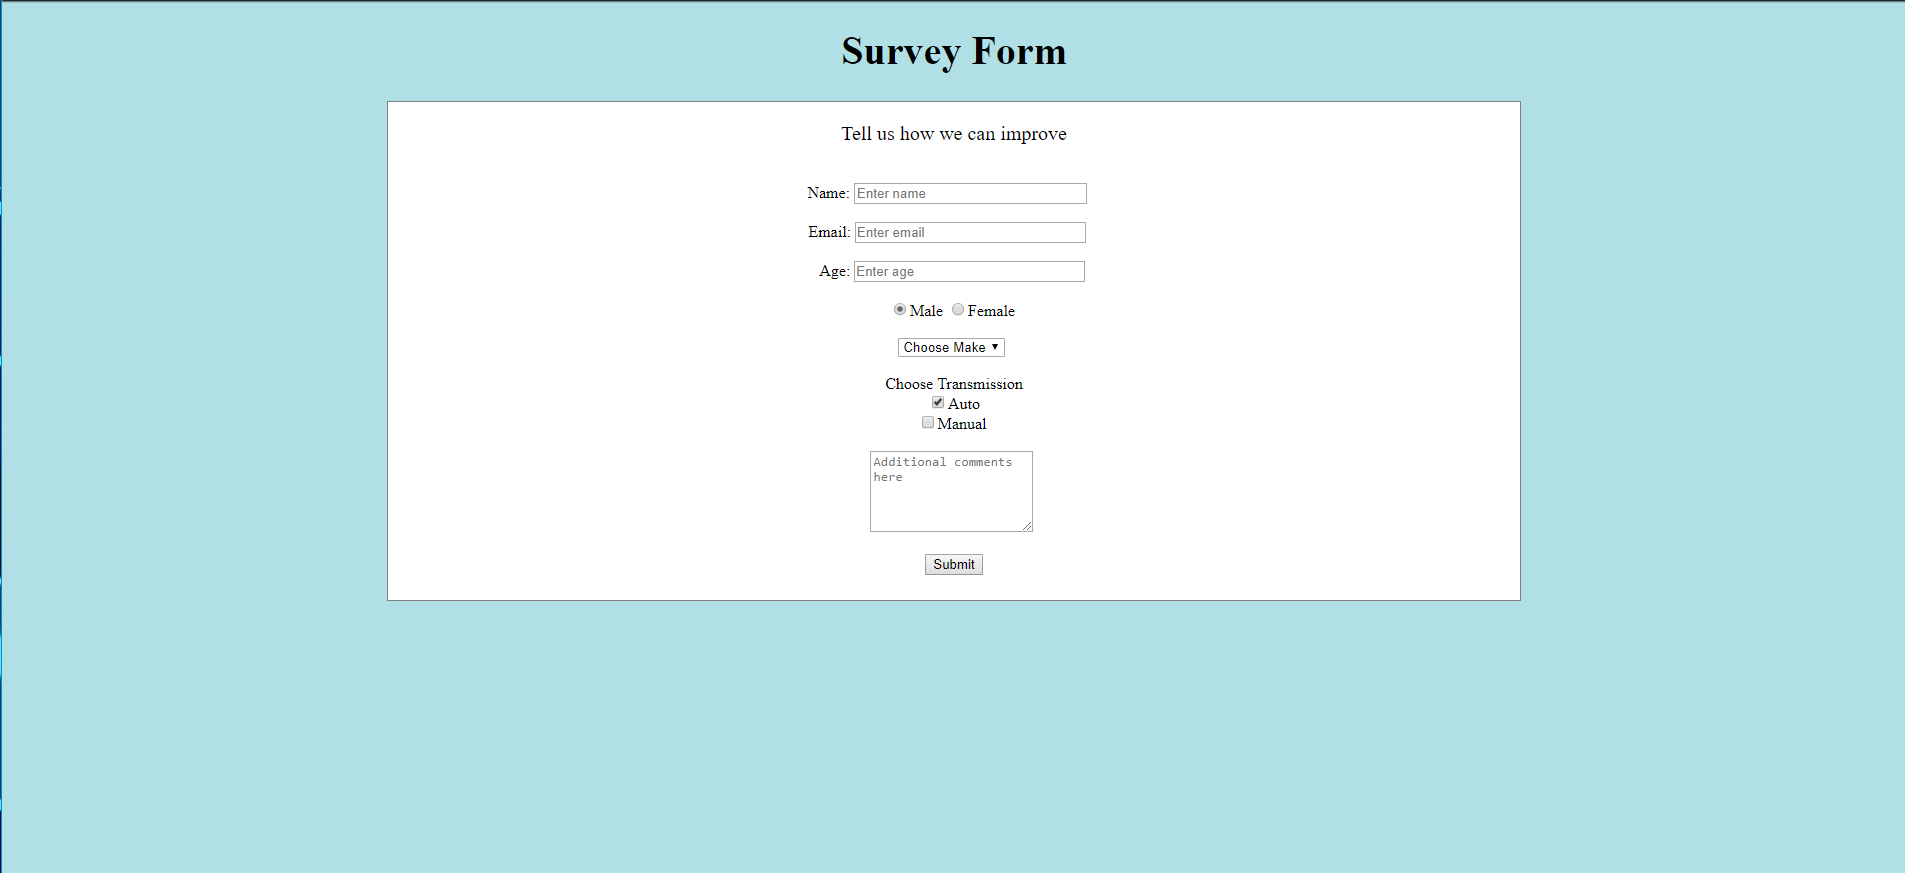 Survey Form
Tell us how we can improve
Name: Enter name
Email: Enter email
Age: Enter age
Male Female
Choose Make
Choose Transmission
Auto
Manual
Additional comments
here
Submit